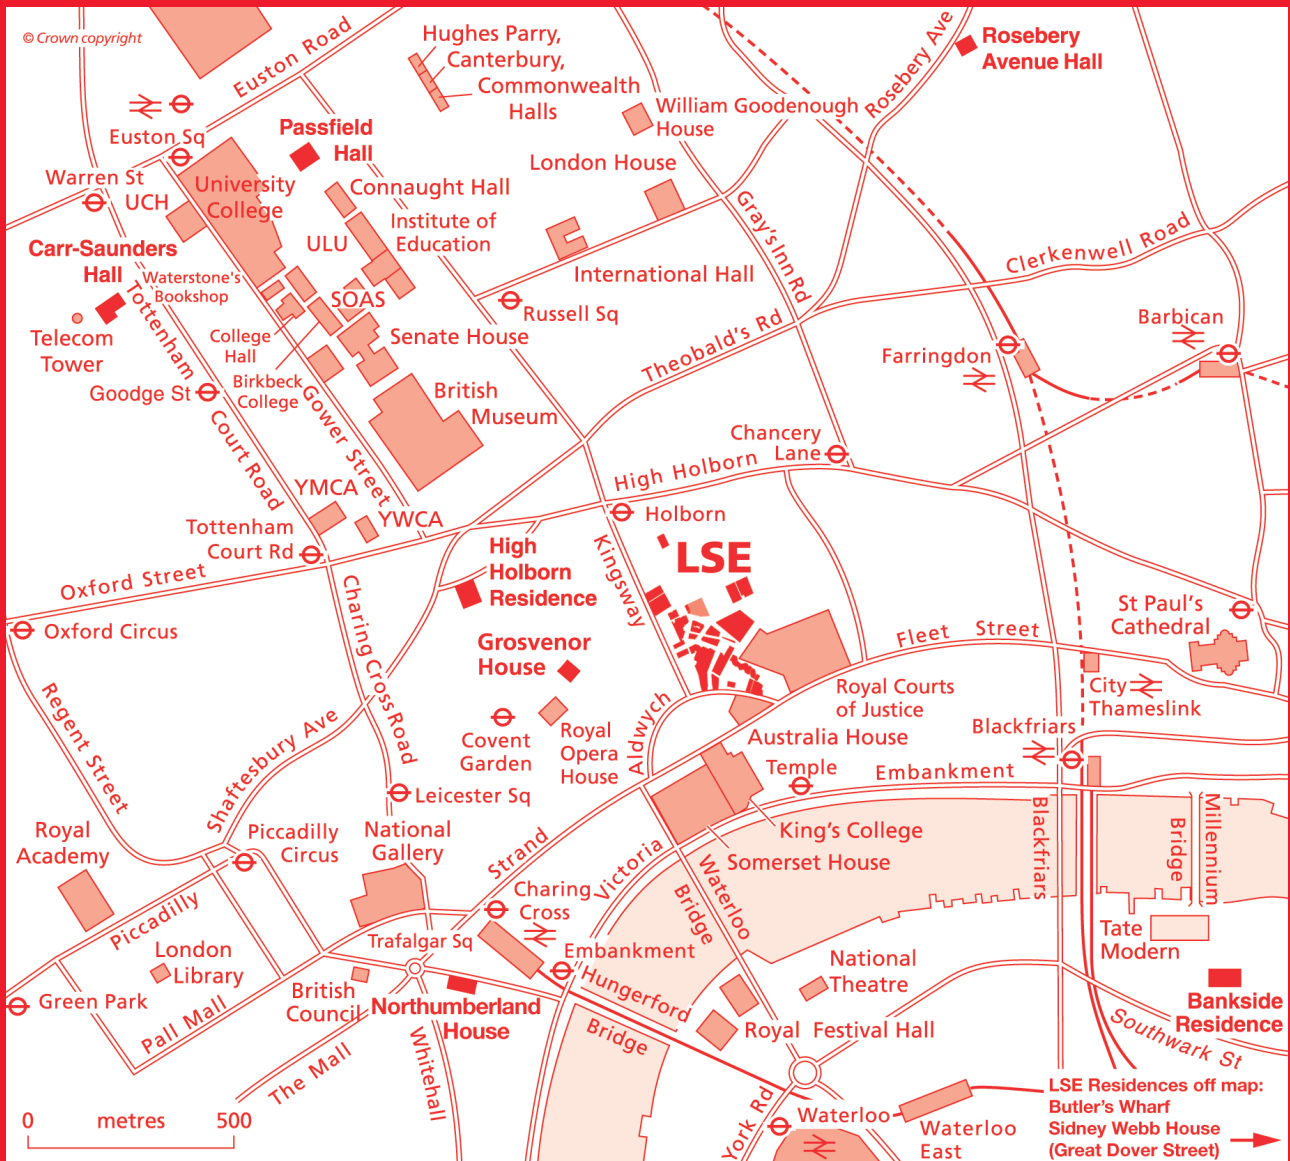 © Crown copyright
Euston Road
Hughes Parry,
Canterbury,
Commonwealth
Halls
Rosebery Ave
Rosebery
Avenue Hall
Euston Sq
Passfield
Hall
William Goodenough
House
London House
Warren St
UCH
University
College
Connaught Hall
Institute of
Education
ULU
Gray's Inn Rd
Clerkenwell Road
Carr-Saunders
Hall
Waterstone's
Bookshop
International Hall
SOAS
Russell Sq
Telecom
Tower
College
Hall
Senate House
Theobald's Rd
Barbican
Farringdon
Tottenham
Court Road
Goodge St
Birkbeck
College
Gower Street
British
Museum
Chancery
Lane
High Holborn
YMCA
YWCA
Tottenham
Court Rd
Holborn
Kingsway
LSE
High
Holborn
Residence
Oxford Street
Charing Cross Road
Oxford Circus
St Paul's
Cathedral
Fleet Street
Grosvenor
House
Regent Street
Royal Courts
of Justice
City
Thameslink
Aldwych
Shaftesbury Ave
Covent
Garden
Royal
Opera
House
Australia House
Blackfriars
Temple
Embankment
Leicester Sq
Royal
Academy
Piccadilly
Circus
National
Gallery
Strand
Victoria
King's College
Somerset House
Blackfriars
Bridge
Millennium
Waterloo
Bridge
Charing
Cross
Piccadilly
London
Library
Trafalgar Sq
Embankment
Hungerford
Bridge
National
Theatre
Tate
Modern
Green Park
Pall Mall
British
Council
Northumberland
House
Royal Festival Hall
Bankside
Residence
Southwark St
The Mall
Whitehall
York Rd
Waterloo
Waterloo
East
0 metres 500
LSE Residences off map:
Butler's Wharf
Sidney Webb House
(Great Dover Street)